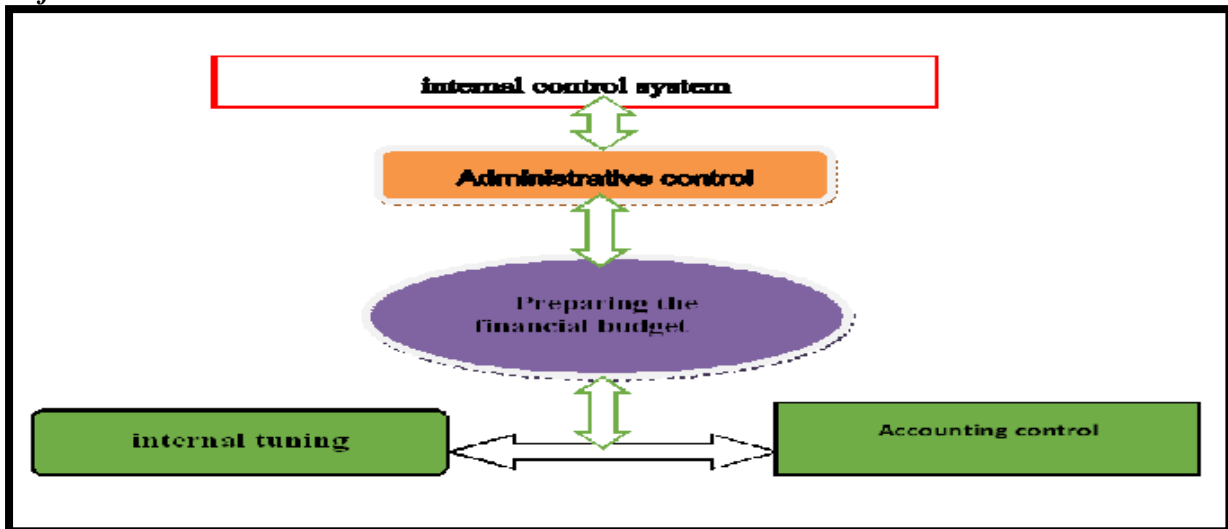 internal control system
Administrative control
Preparing the
financial budget
internal tuning
Accounting control